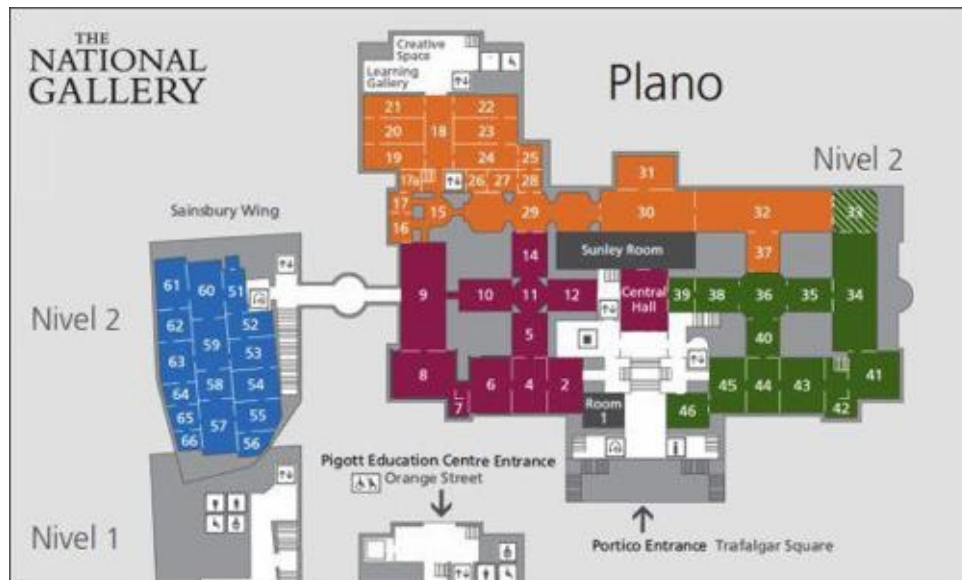 THE
NATIONAL
GALLERY
Plano
Creative
Space
Learning
Gallery
21 18 22
20 23
19 24 25
17a 26 27 28
17 15 29 30 31 32 33
16
Nivel 2
Sainsbury Wing
Sunley Room
14 37
61 60 51
9 10 11 12
Central
Hall
39 38 36 35 34
Nivel 2
62 59 52
63 53
5 40
64 58 54
8 6 4 2
45 44 43 41
65 57 55
66 56
7
Room
1
46 42
Pigott Education Centre Entrance
Orange Street
Nivel 1
Portico Entrance Trafalgar Square